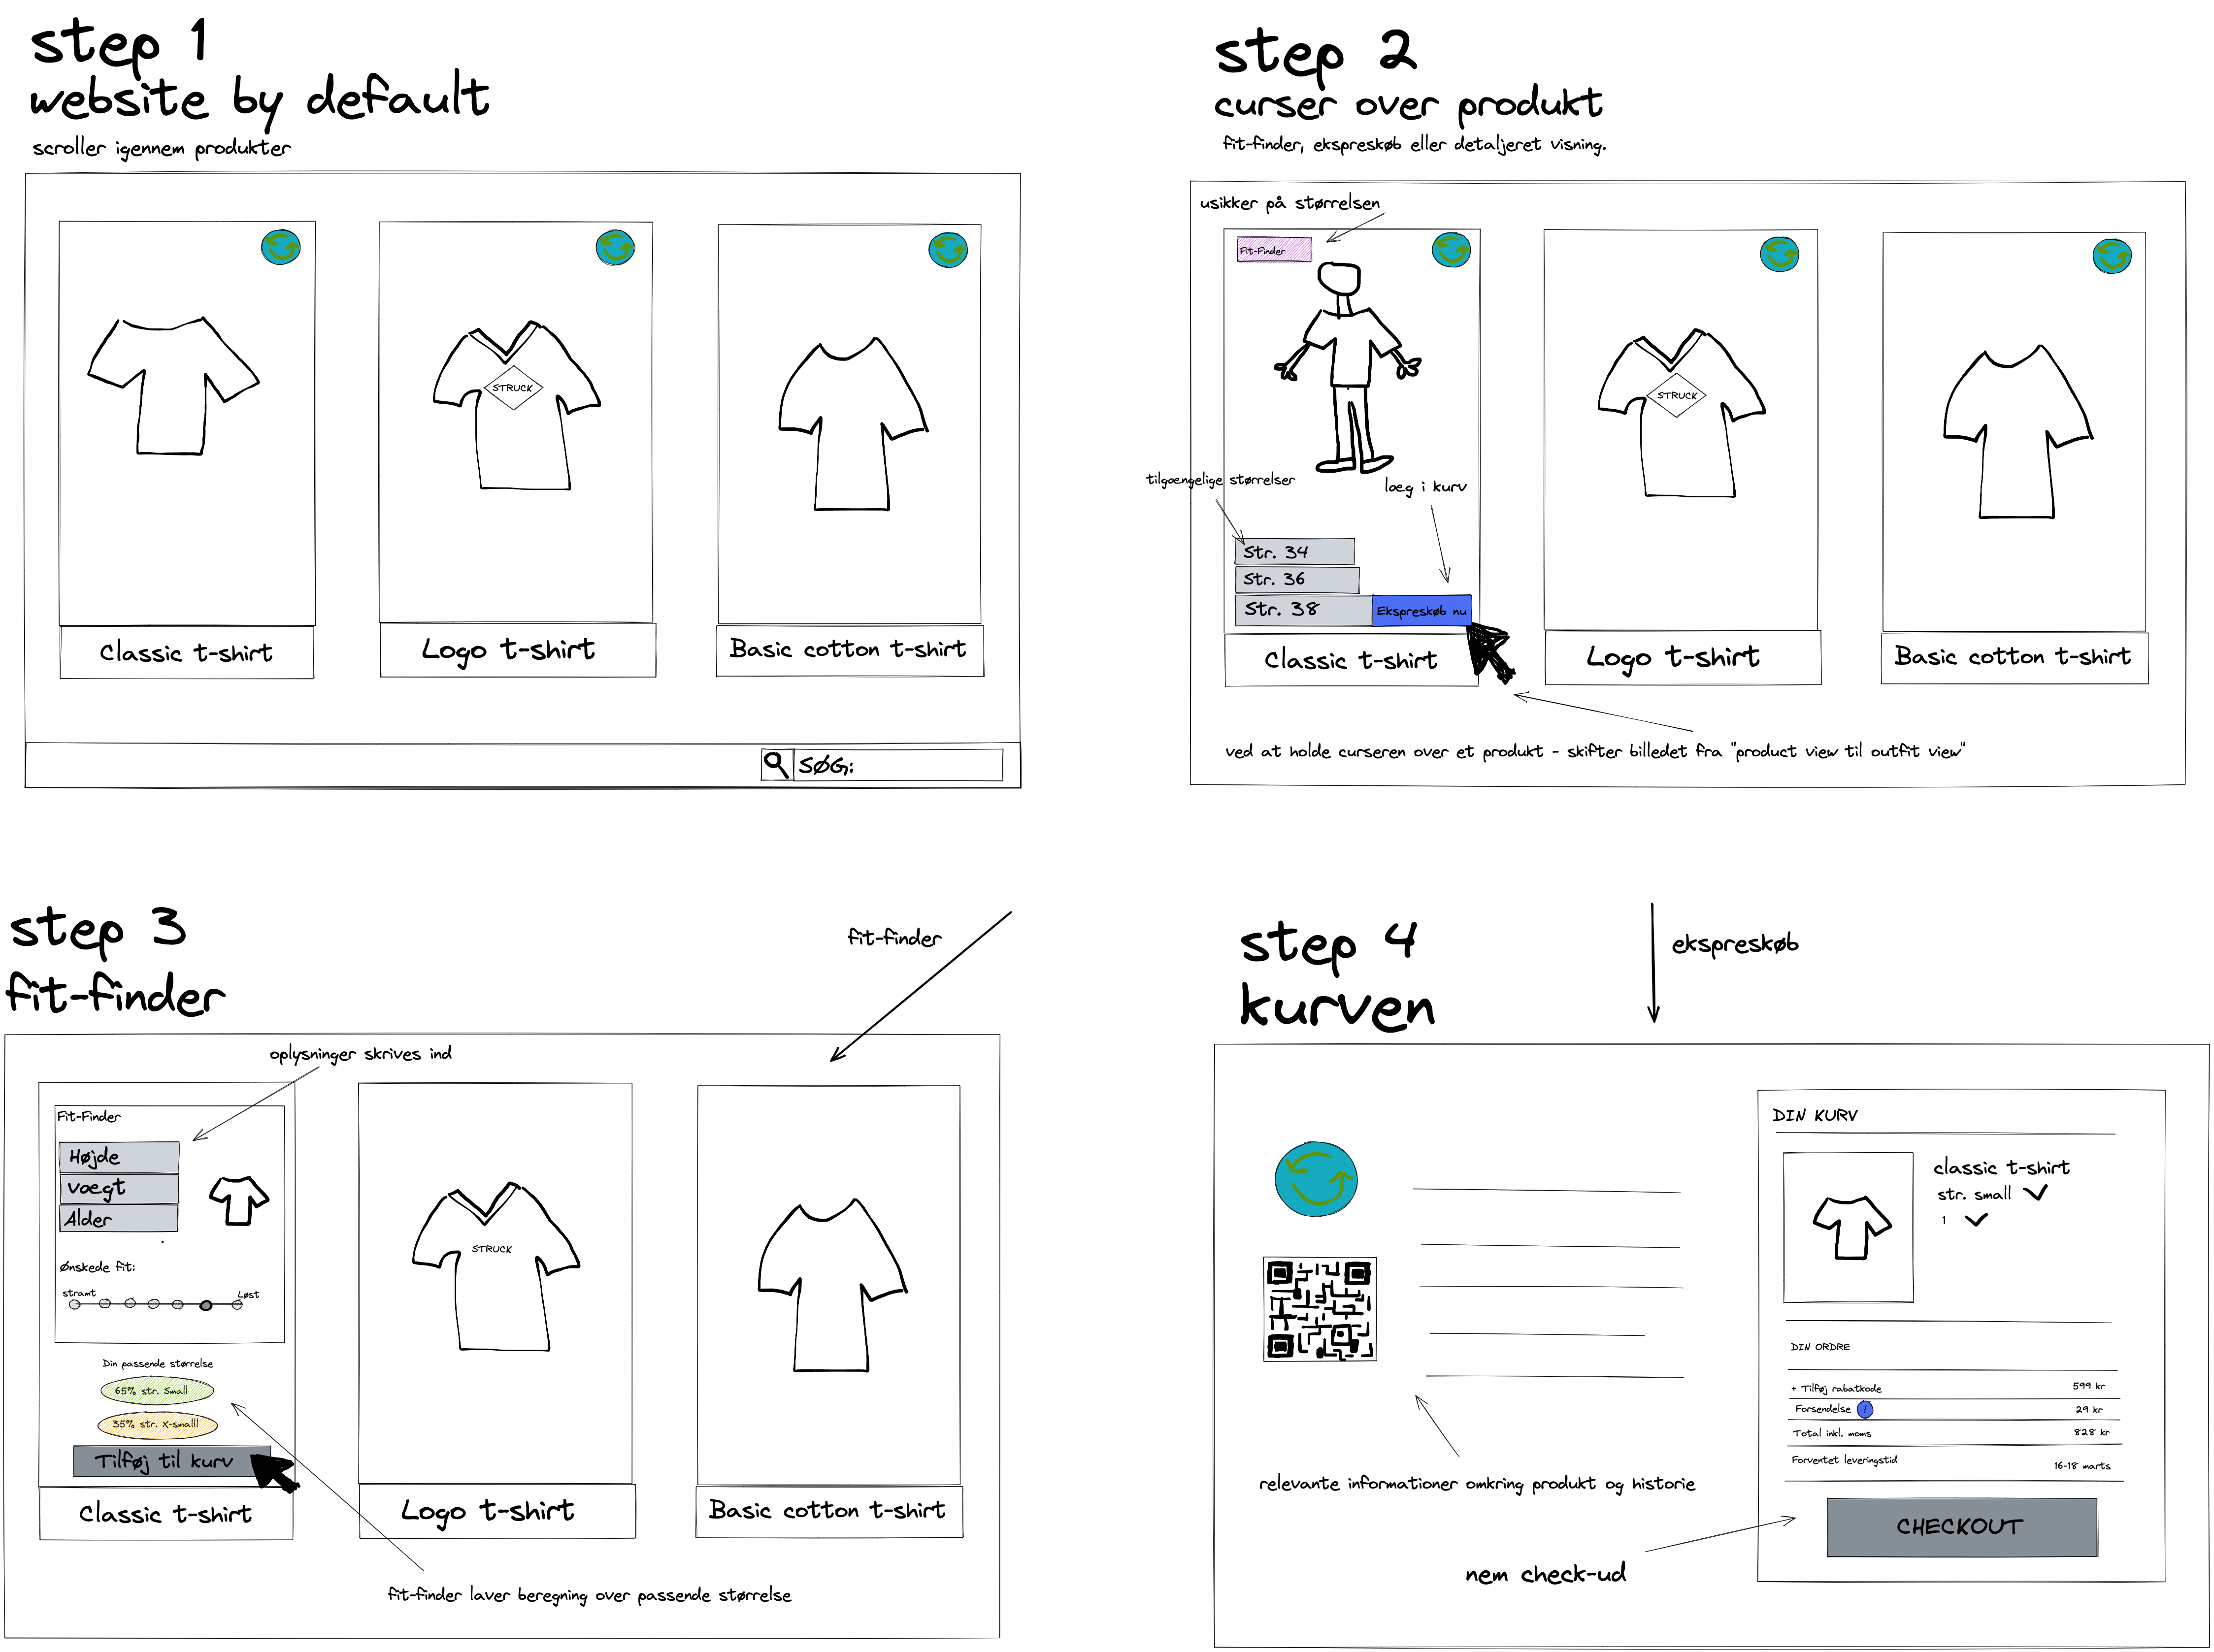 step 1
website by default
scroller igennem produkter
STRUCK
Classic t-shirt
Logo t-shirt
Basic cotton t-shirt
SØG:
step 2
curser over produkt
fit-finder, ekspreskøb eller detaljeret visning.
usikker på størrelsen
Fit-Finder
STRUCK
tilgængelige størrelser
læg i kurv
Str. 34
Str. 36
Str. 38
Ekspreskøb nu
Classic t-shirt
Logo t-shirt
Basic cotton t-shirt
ved at holde curseren over et produkt - skifter billedet fra "product view til outfit view"
step 3
fit-finder
fit-finder
oplysninger skrives ind
Fit-Finder
Højde
vægt
Alder
Ønskede fit:
stramt
Løst
STRUCK
Din passende størrelse
65% str. Small
35% str. X-smalll
Tilføj til kurv
Classic t-shirt
Logo t-shirt
Basic cotton t-shirt
fit-finder laver beregning over passende størrelse
step 4
kurven
ekspreskøb
DIN KURV
classic t-shirt
str. small
1
DIN ORDRE
+ Tilføj rabatkode 599 kr
Forsendelse ! 29 kr
Total inkl. moms 828 kr
Forventet leveringstid 16-18 marts
CHECKOUT
relevante informationer omkring produkt og historie
nem check-ud